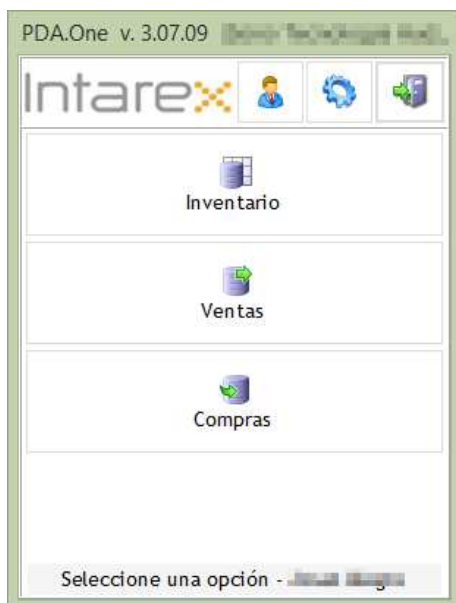 PDA.One v. 3.07.09
Intarex
Inventario
Ventas
Compras
Seleccione una opción -